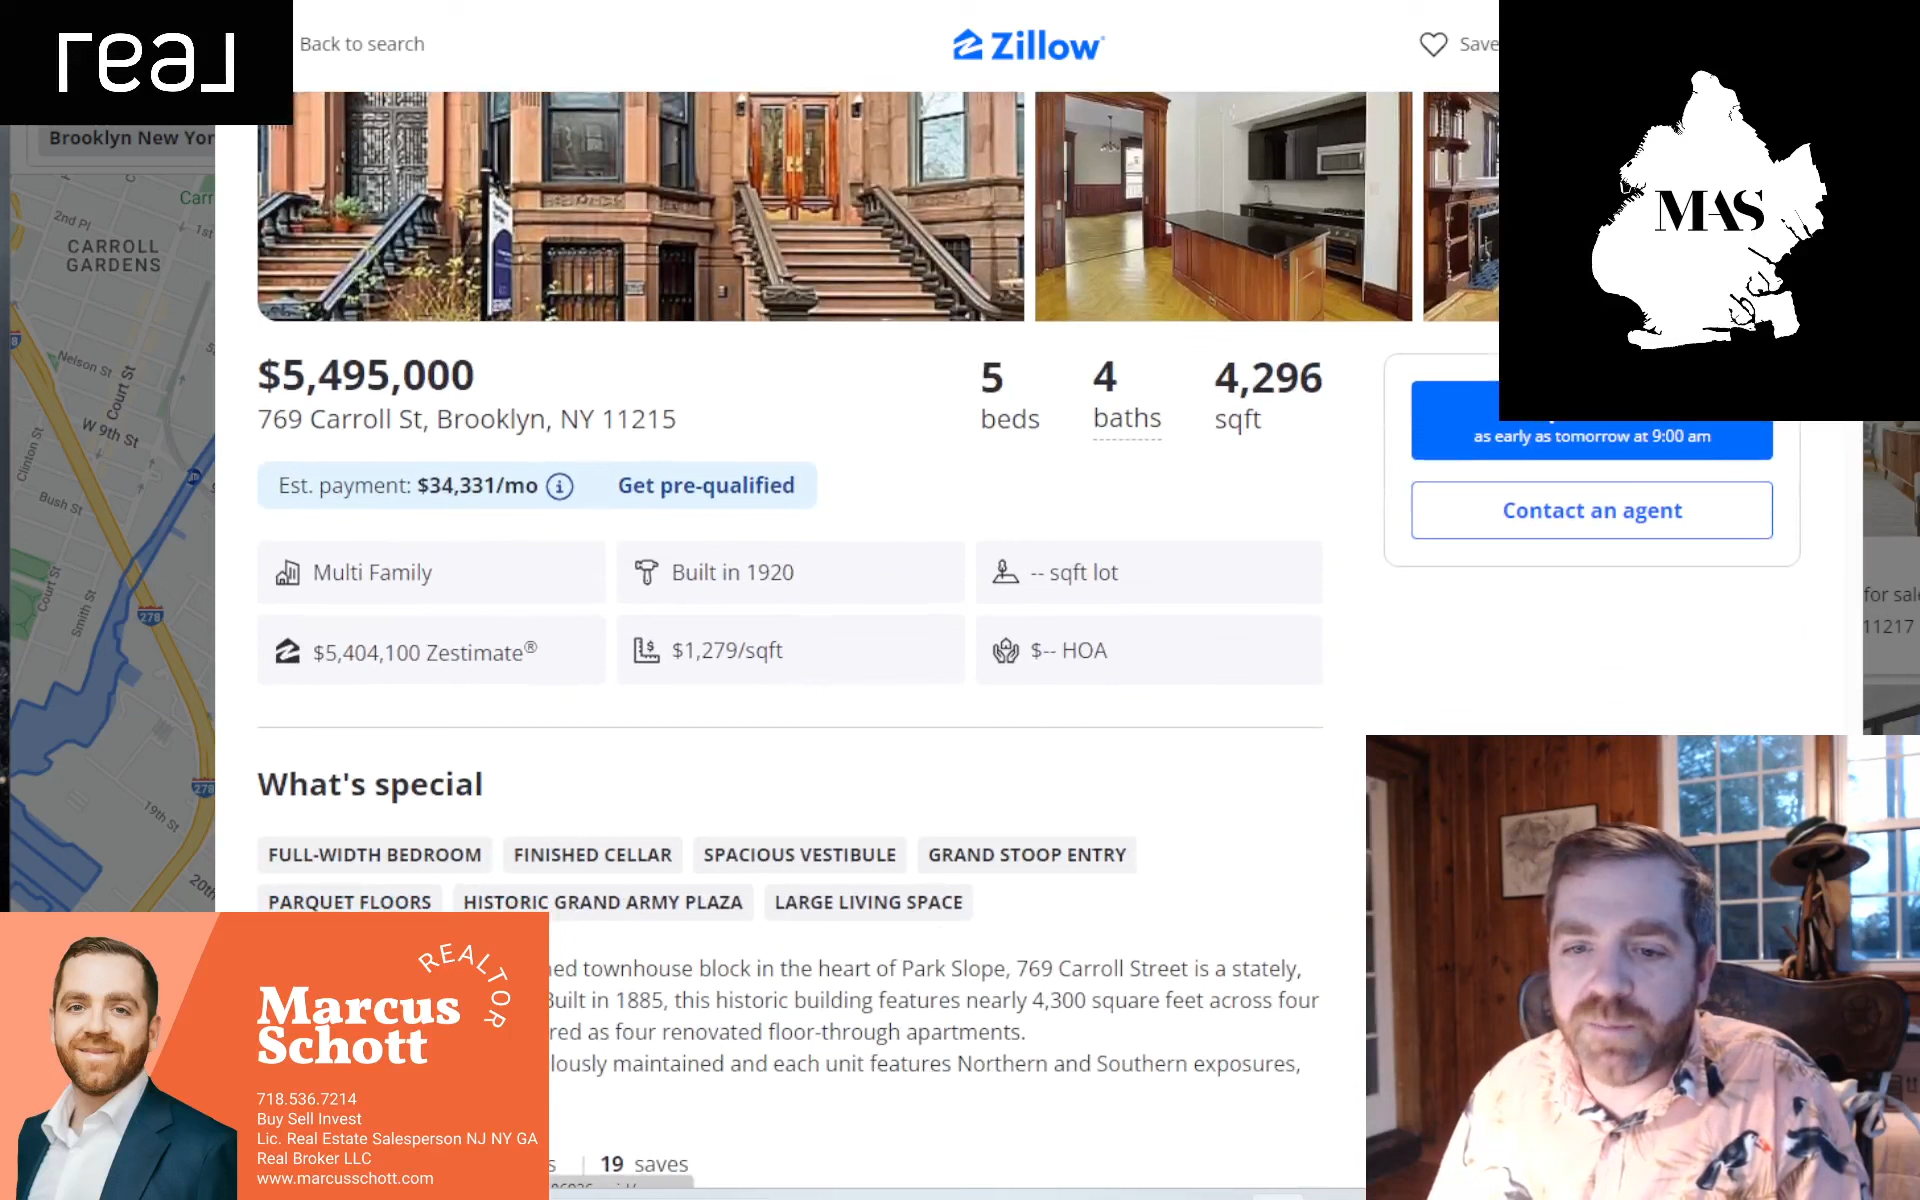 real
Back to search
Zillow
Save
Brooklyn New Yor
Carr
2nd Pl
1st
CARROLL
GARDENS
Nelson St
Court St
W 9th St
Clinton St
Bush St
Court St
Smith St
278
278
19th St
20th
MAS
$5,495,000
769 Carroll St, Brooklyn, NY 11215
5
beds
4
baths
4,296
sqft
as early as tomorrow at 9:00 am
Contact an agent
Est. payment: $34,331/mo
Get pre-qualified
Multi Family
Built in 1920
-- sqft lot
$5,404,100 Zestimate®
$1,279/sqft
$-- HOA
for sale
11217
What's special
FULL-WIDTH BEDROOM
FINISHED CELLAR
SPACIOUS VESTIBULE
GRAND STOOP ENTRY
PARQUET FLOORS
HISTORIC GRAND ARMY PLAZA
LARGE LIVING SPACE
ned townhouse block in the heart of Park Slope, 769 Carroll Street is a stately,
Built in 1885, this historic building features nearly 4,300 square feet across four
red as four renovated floor-through apartments.
lously maintained and each unit features Northern and Southern exposures,
s | 19 saves
REALTOR
Marcus
Schott
718.536.7214
Buy Sell Invest
Lic. Real Estate Salesperson NJ NY GA
Real Broker LLC
www.marcusschott.com